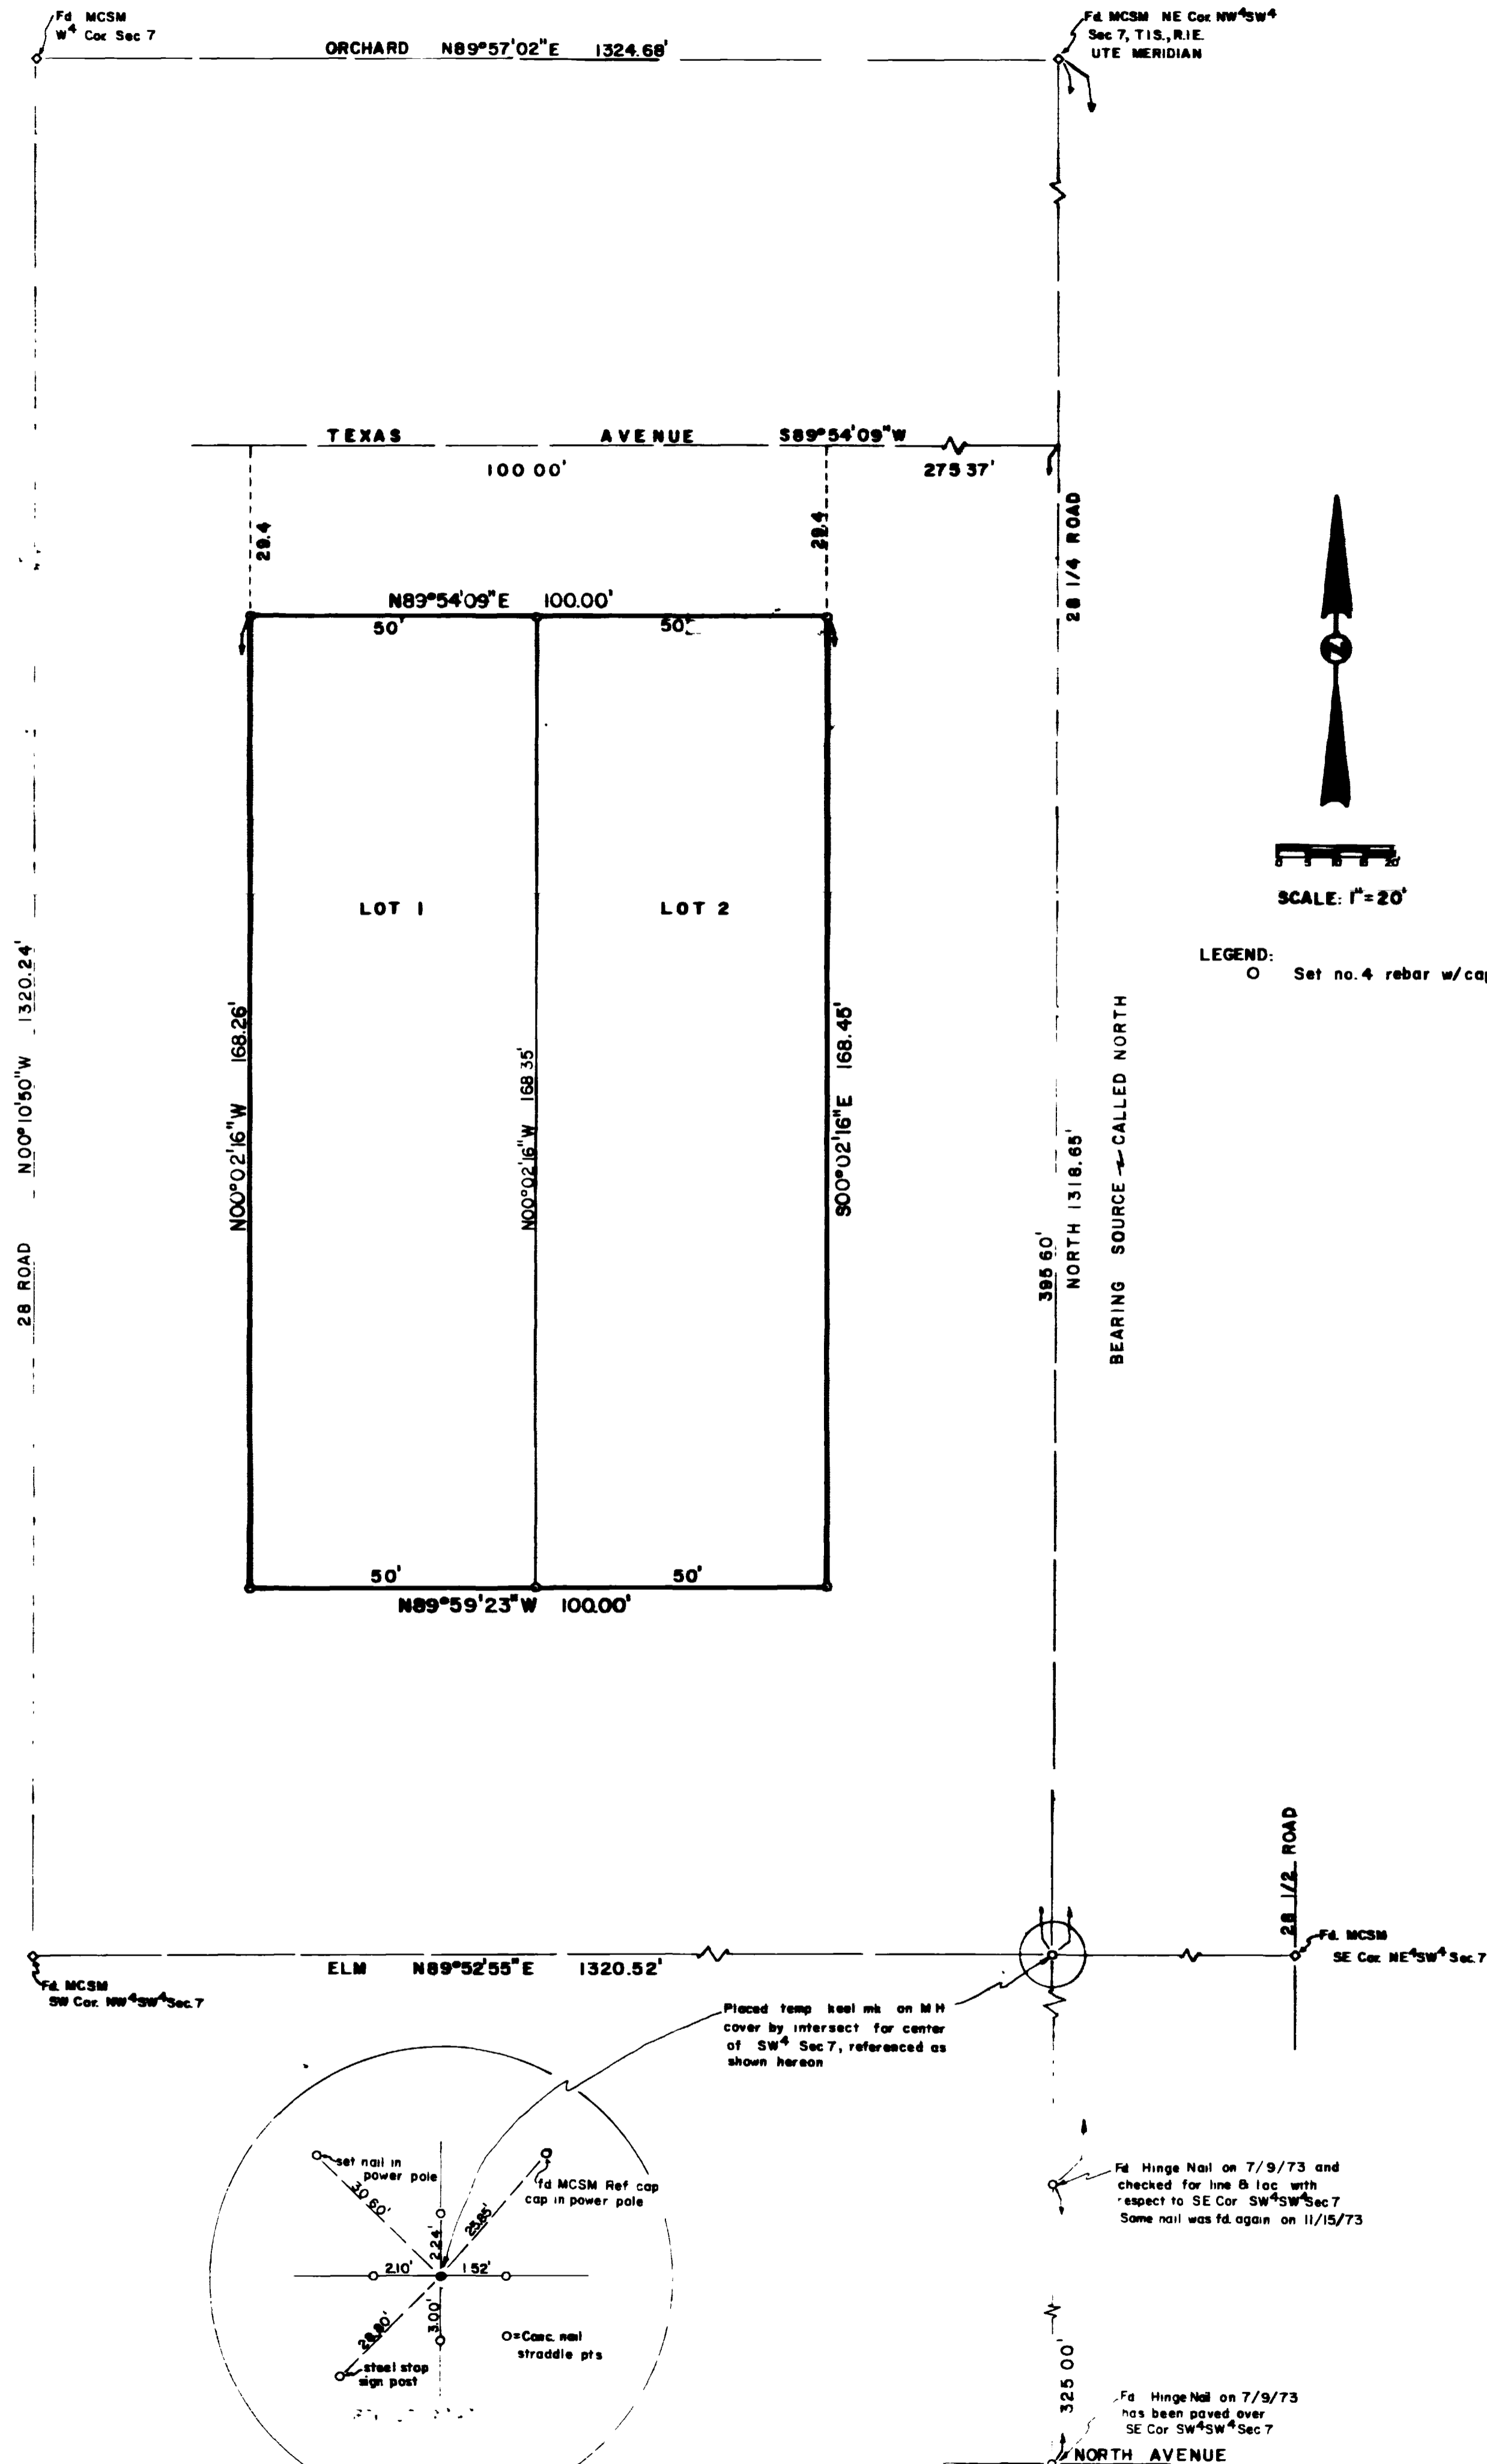 Fd MCSM
W4 Cor. Sec 7
ORCHARD N89°57'02"E 1324.68'
Fd. MCSM NE Cor. NW4SW4
Sec 7, T1S., R.1E.
UTE MERIDIAN
TEXAS AVENUE S89°54'09"W
100 00'
275 37'
29.4
29.4
28 1/4 ROAD
N89°54'09"E 100.00'
50'
50'
LOT 1
LOT 2
SCALE: 1"=20'
0 5 10 15 20'
LEGEND:
O Set no. 4 rebar w/cap
28 ROAD N00°10'50"W 1320.24'
N00°02'16"W 168.26'
N00°02'16"W 168 35'
S00°02'16"E 168.45'
395 60'
NORTH 1318.65'
BEARING SOURCE ~ CALLED NORTH
50'
50'
N89°59'23"W 100.00'
28 1/2 ROAD
Fd. MCSM
SE Cor. NE4SW4 Sec. 7
ELM N89°52'55"E 1320.52'
Fd. MCSM
SW Cor. NW4SW4 Sec. 7
Placed temp keel mk on MH
cover by intersect for center
of SW4 Sec 7, referenced as
shown hereon
set nail in
power pole
30 60'
fd MCSM Ref cap
cap in power pole
25.85'
2.24'
2.10'
1 52'
3.00'
28.80'
O=Conc. nail
straddle pts
steel stop
sign post
Fd Hinge Nail on 7/9/73 and
checked for line & loc with
respect to SE Cor SW4SW4 Sec 7
Same nail was fd. again on 11/15/73
325 00'
Fd Hinge Nail on 7/9/73
has been paved over
SE Cor SW4SW4 Sec 7
NORTH AVENUE